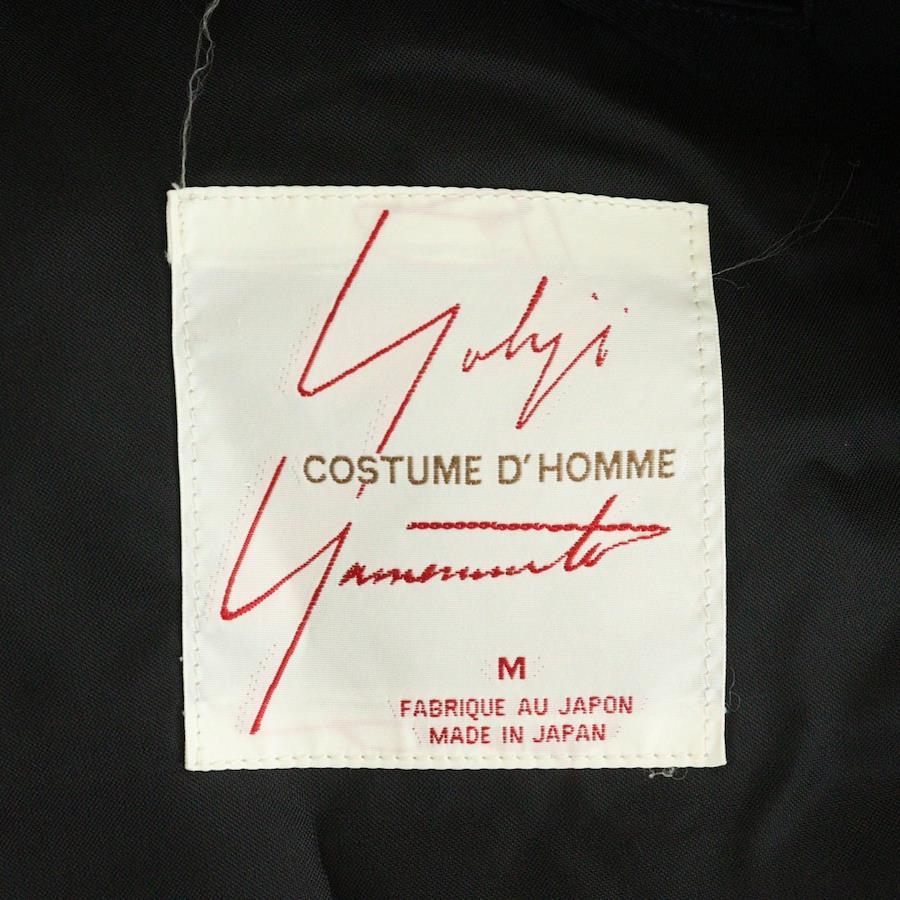 Yohji
COSTUME D'HOMME
Yamamoto
M
FABRIQUE AU JAPON
MADE IN JAPAN